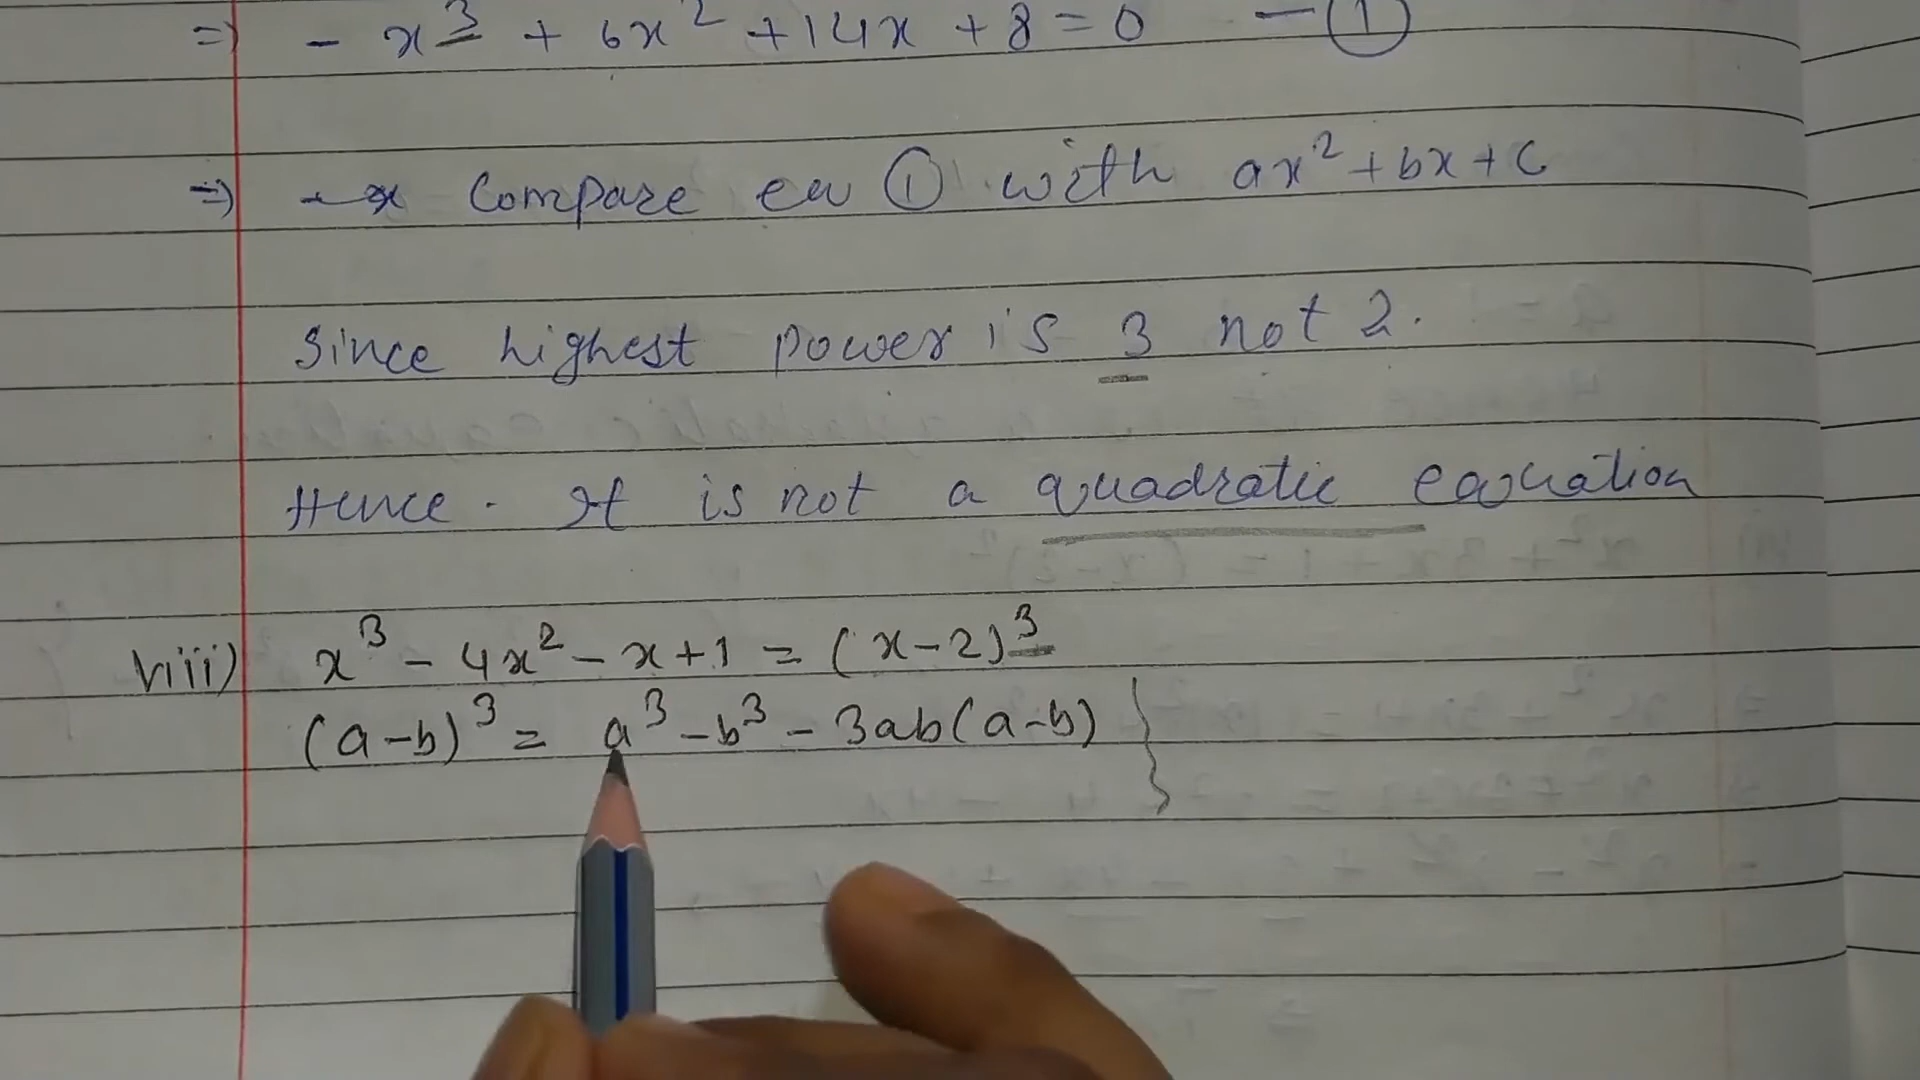 =) - x³ + 6x² + 14x + 8 = 0 — ①
=) Compare eu ① with ax² + bx + c
Since highest power is 3 not 2.
Hence. It is not a quadratic equation
viii) x³ - 4x² - x + 1 = (x-2)³
(a-b)³ = a³ - b³ - 3ab(a-b) }